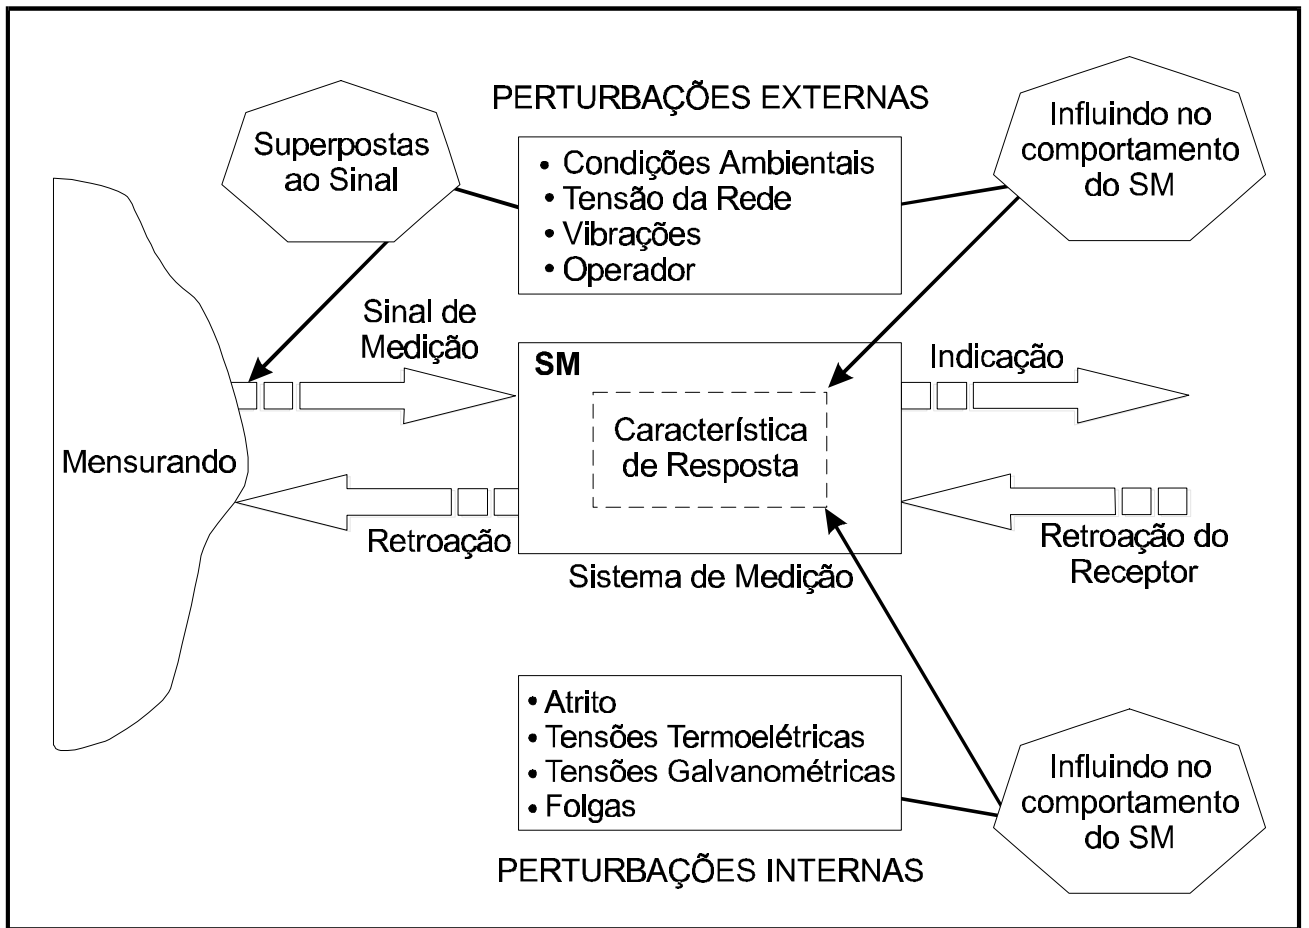 PERTURBAÇÕES EXTERNAS
Superpostas
ao Sinal
• Condições Ambientais
• Tensão da Rede
• Vibrações
• Operador
Influindo no
comportamento
do SM
Sinal de
Medição
SM
Indicação
Característica
de Resposta
Mensurando
Retroação
Retroação do
Receptor
Sistema de Medição
• Atrito
• Tensões Termoelétricas
• Tensões Galvanométricas
• Folgas
Influindo no
comportamento
do SM
PERTURBAÇÕES INTERNAS